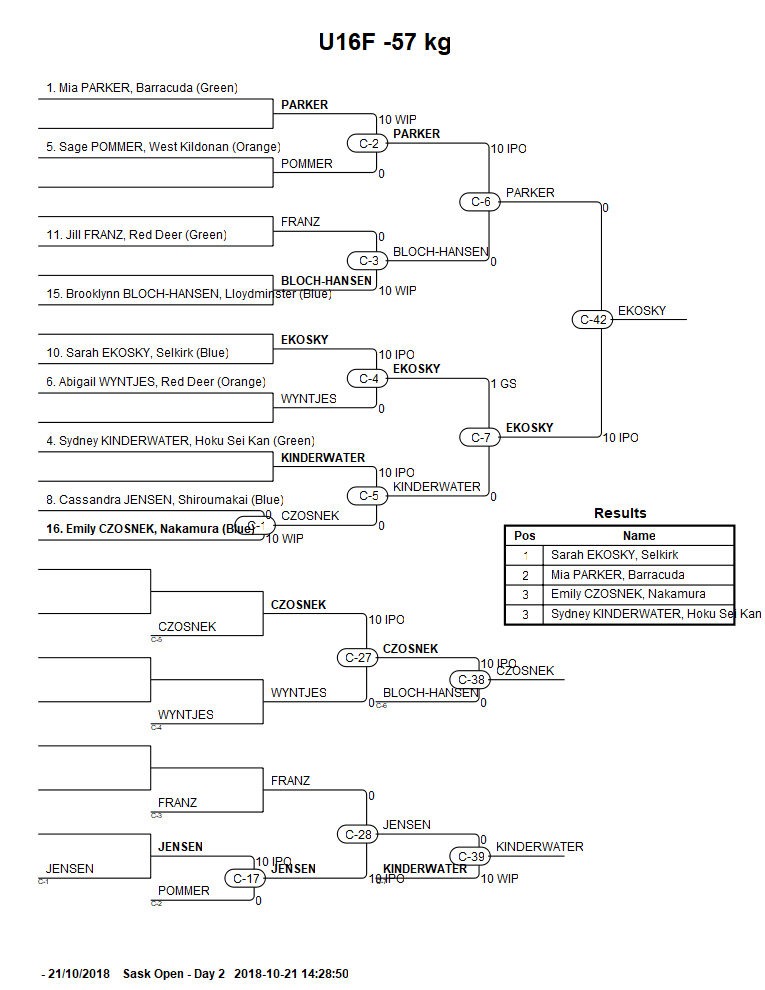 U16F -57 kg
1. Mia PARKER, Barracuda (Green)
PARKER
10 WIP
C-2
PARKER
5. Sage POMMER, West Kildonan (Orange)
POMMER
0
10 IPO
C-6
PARKER
0
11. Jill FRANZ, Red Deer (Green)
FRANZ
0
C-3
BLOCH-HANSEN
0
15. Brooklynn BLOCH-HANSEN, Lloydminster (Blue)
BLOCH-HANSEN
10 WIP
C-42
EKOSKY
10. Sarah EKOSKY, Selkirk (Blue)
EKOSKY
10 IPO
C-4
EKOSKY
6. Abigail WYNTJES, Red Deer (Orange)
WYNTJES
0
1 GS
C-7
EKOSKY
10 IPO
4. Sydney KINDERWATER, Hoku Sei Kan (Green)
KINDERWATER
10 IPO
C-5
KINDERWATER
0
8. Cassandra JENSEN, Shiroumakai (Blue)
0
C-1
CZOSNEK
0
16. Emily CZOSNEK, Nakamura (Blue)
10 WIP
Results
Pos Name
1 Sarah EKOSKY, Selkirk
2 Mia PARKER, Barracuda
3 Emily CZOSNEK, Nakamura
3 Sydney KINDERWATER, Hoku Sei Kan
CZOSNEK
10 IPO
CZOSNEK
C-5
C-27
CZOSNEK
10 IPO
C-38
CZOSNEK
WYNTJES
0
BLOCH-HANSEN
C-6
0
WYNTJES
C-4
FRANZ
0
FRANZ
C-3
C-28
JENSEN
0
C-39
KINDERWATER
JENSEN
10 IPO
JENSEN
C-1
C-17
JENSEN
10 IPO
KINDERWATER
10 WIP
POMMER
C-2
0
- 21/10/2018 Sask Open - Day 2 2018-10-21 14:28:50